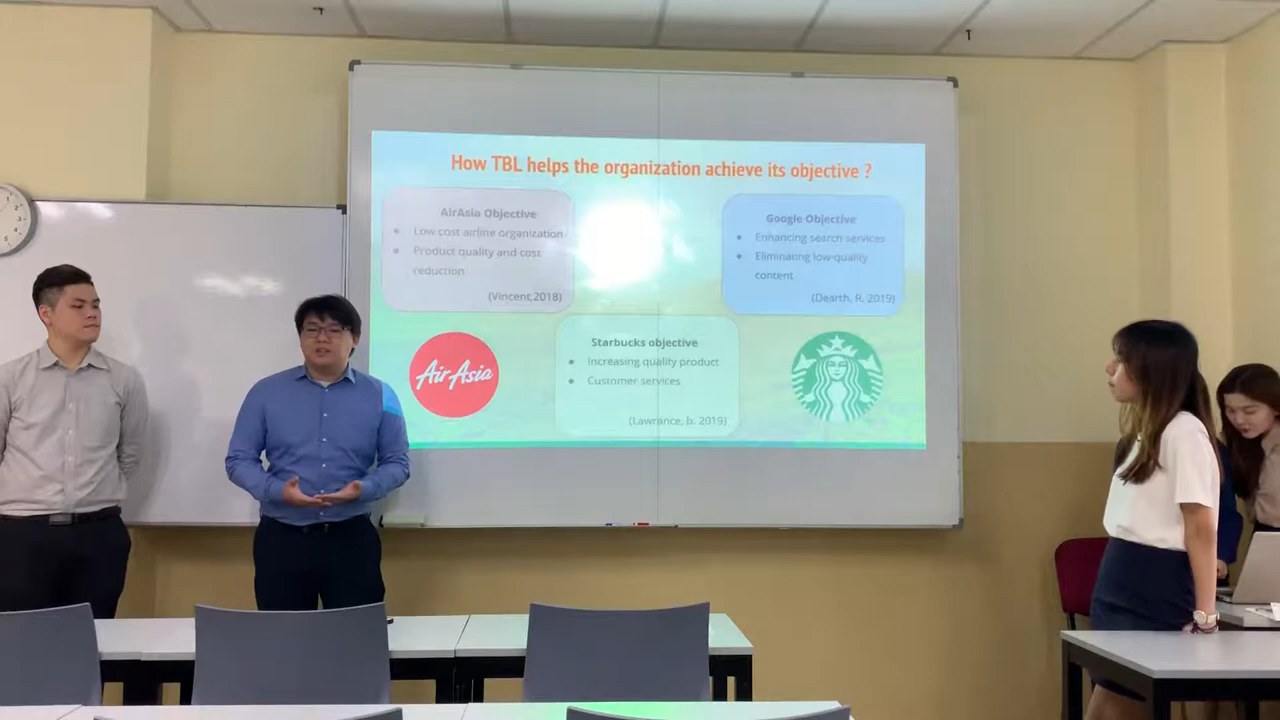 How TBL helps the organization achieve its objective ?
AirAsia Objective
• Low cost airline organization
• Product quality and cost
reduction
(Vincent,2018)
Google Objective
• Enhancing search services
• Eliminating low-quality
content
(Dearth, R. 2019)
Starbucks objective
• Increasing quality product
• Customer services
(Lawrance, b. 2019)
AirAsia